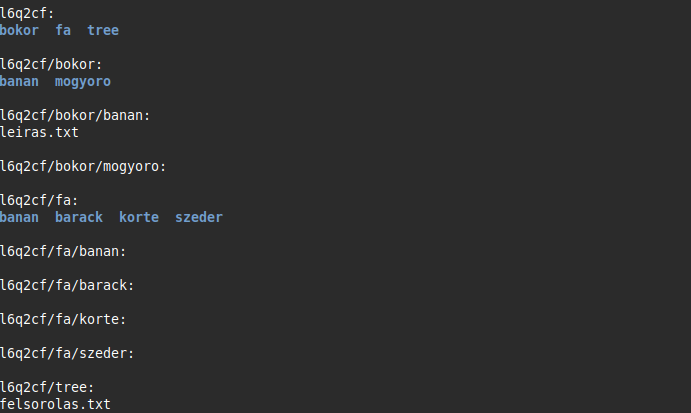 l6q2cf:
bokor  fa  tree
l6q2cf/bokor:
banan  mogyoro
l6q2cf/bokor/banan:
leiras.txt
l6q2cf/bokor/mogyoro:
l6q2cf/fa:
banan  barack  korte  szeder
l6q2cf/fa/banan:
l6q2cf/fa/barack:
l6q2cf/fa/korte:
l6q2cf/fa/szeder:
l6q2cf/tree:
felsorolas.txt